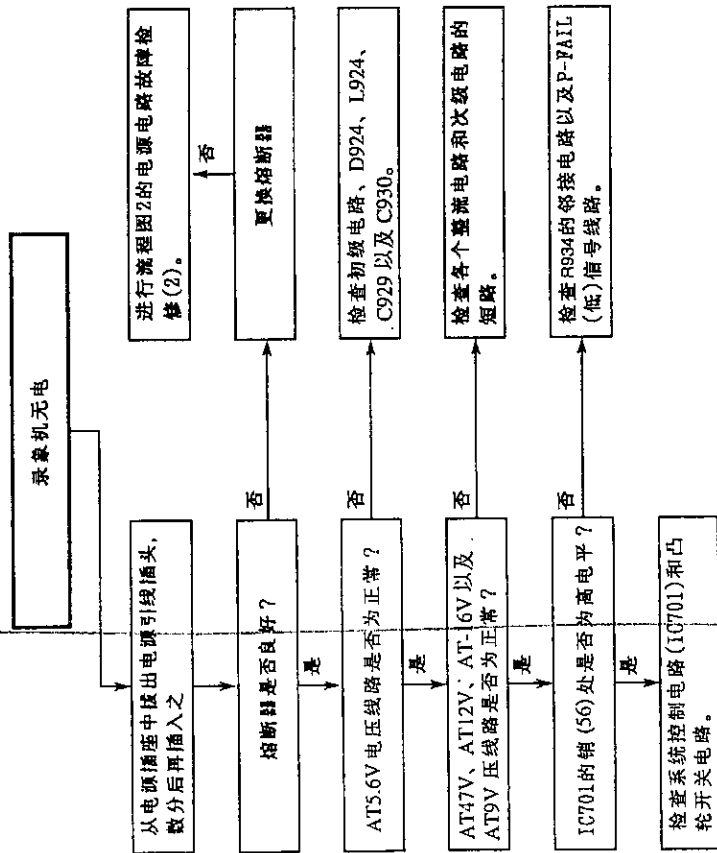 录象机无电
从电源插座中拔出电源引线插头,
数分后再插入之
熔断器是否良好?
否
更换熔断器
否
进行流程图2的电源电路故障检
修(2)。
是
AT5.6V电压线路是否为正常?
否
检查初级电路、D924、L924、
C929以及C930。
是
AT47V、AT12V、AT-16V以及
AT9V压线路是否为正常?
否
检查各个整流电路和次级电路的
短路。
是
IC701的销(56)处是否为高电平?
否
检查R934的邻接电路以及P-FAIL
(低)信号线路。
是
检查系统控制电路(IC701)和凸
轮开关电路。